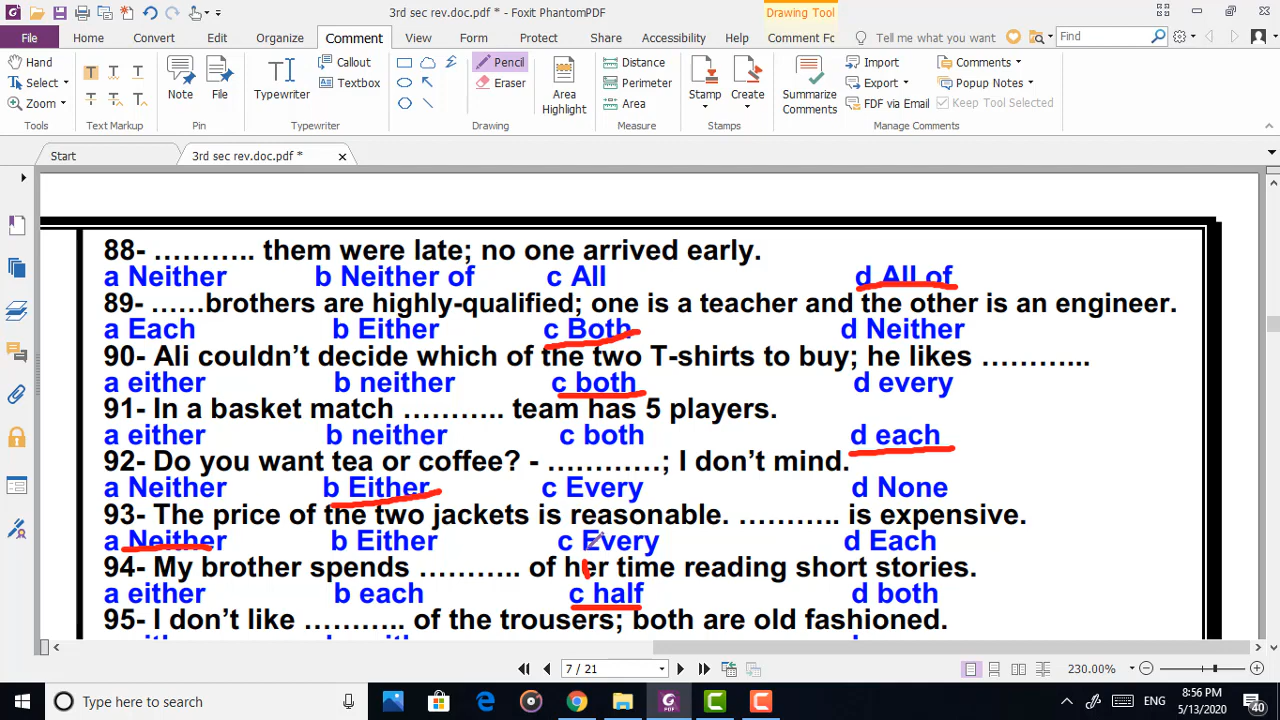 3rd sec rev.doc.pdf * - Foxit PhantomPDF
Drawing Tool
File Home Convert Edit Organize Comment View Form Protect Share Accessibility Help Comment Fc Tell me what you want... Find
Hand
Select
Zoom
Tools
Text Markup
Note
File
Pin
Typewriter
Callout
Textbox
Typewriter
Pencil
Eraser
Area Highlight
Drawing
Distance
Perimeter
Area
Measure
Stamp
Create
Stamps
Summarize Comments
Import
Export
FDF via Email
Comments
Popup Notes
Keep Tool Selected
Manage Comments
Start
3rd sec rev.doc.pdf *
88- ……….. them were late; no one arrived early.
a Neither b Neither of c All d All of
89- ……brothers are highly-qualified; one is a teacher and the other is an engineer.
a Each b Either c Both d Neither
90- Ali couldn’t decide which of the two T-shirts to buy; he likes ………...
a either b neither c both d every
91- In a basket match ……….. team has 5 players.
a either b neither c both d each
92- Do you want tea or coffee? - …………; I don’t mind.
a Neither b Either c Every d None
93- The price of the two jackets is reasonable. ……….. is expensive.
a Neither b Either c Every d Each
94- My brother spends ……….. of her time reading short stories.
a either b each c half d both
95- I don’t like ……….. of the trousers; both are old fashioned.
7 / 21
230.00%
Type here to search
ENG
8:56 PM
5/13/2020
40